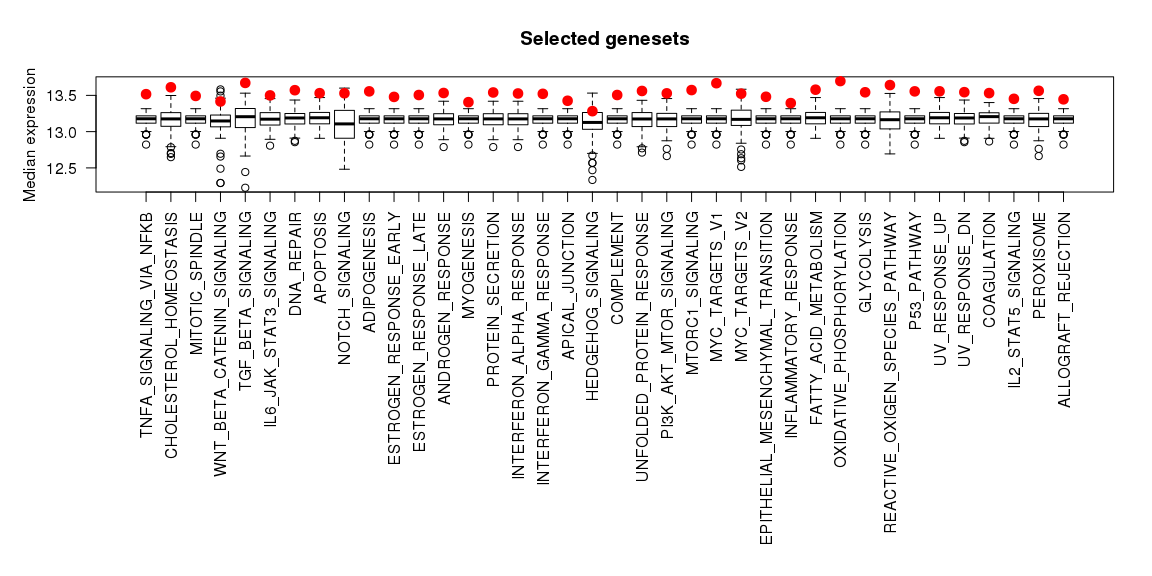 Selected genesets
Median expression
13.5
13.0
12.5
TNFA_SIGNALING_VIA_NFKB
CHOLESTEROL_HOMEOSTASIS
MITOTIC_SPINDLE
WNT_BETA_CATENIN_SIGNALING
TGF_BETA_SIGNALING
IL6_JAK_STAT3_SIGNALING
DNA_REPAIR
APOPTOSIS
NOTCH_SIGNALING
ADIPOGENESIS
ESTROGEN_RESPONSE_EARLY
ESTROGEN_RESPONSE_LATE
ANDROGEN_RESPONSE
MYOGENESIS
PROTEIN_SECRETION
INTERFERON_ALPHA_RESPONSE
INTERFERON_GAMMA_RESPONSE
APICAL_JUNCTION
HEDGEHOG_SIGNALING
COMPLEMENT
UNFOLDED_PROTEIN_RESPONSE
PI3K_AKT_MTOR_SIGNALING
MTORC1_SIGNALING
MYC_TARGETS_V1
MYC_TARGETS_V2
EPITHELIAL_MESENCHYMAL_TRANSITION
INFLAMMATORY_RESPONSE
FATTY_ACID_METABOLISM
OXIDATIVE_PHOSPHORYLATION
GLYCOLYSIS
REACTIVE_OXIGEN_SPECIES_PATHWAY
P53_PATHWAY
UV_RESPONSE_UP
UV_RESPONSE_DN
COAGULATION
IL2_STAT5_SIGNALING
PEROXISOME
ALLOGRAFT_REJECTION